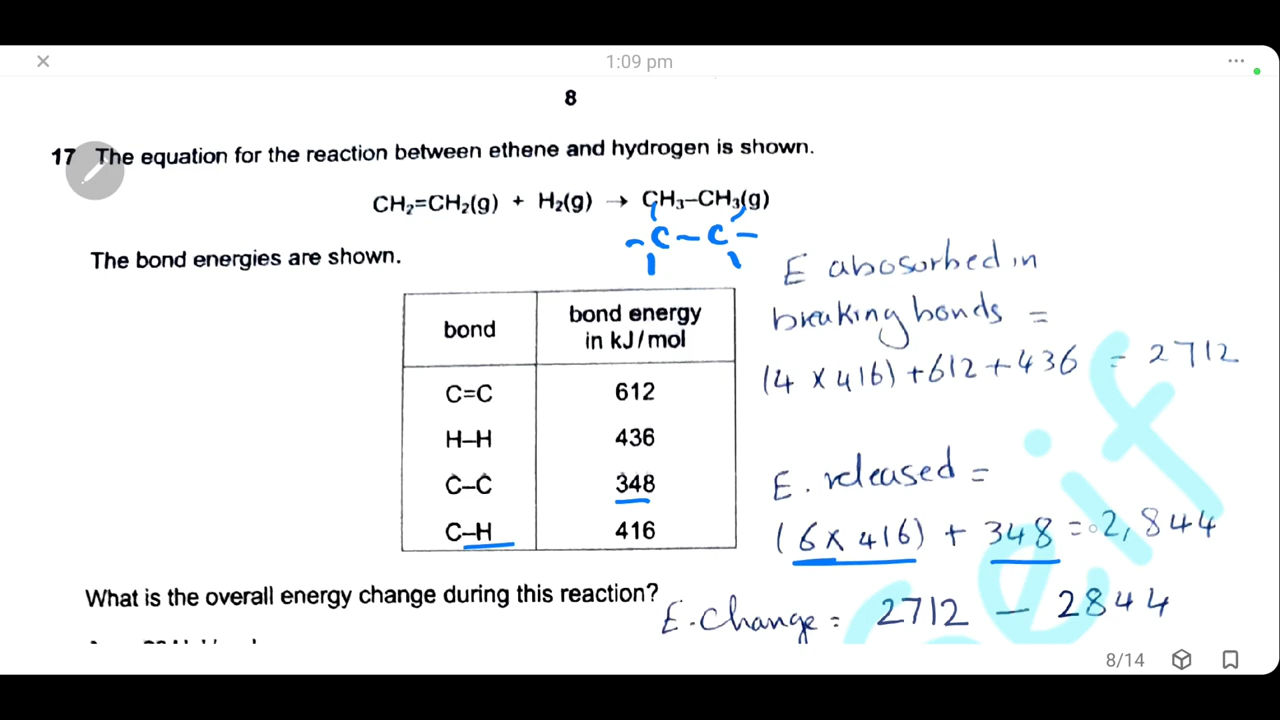 1:09 pm
8
17 The equation for the reaction between ethene and hydrogen is shown.
CH₂=CH₂(g) + H₂(g) → CH₃–CH₃(g)
- C - C -
The bond energies are shown.
E abosorbed in
breaking bonds =
(4 × 416) + 612 + 436 = 2712
bond
bond energy
in kJ/mol
C=C 612
H–H 436
C–C 348
C–H 416
E. released =
(6 × 416) + 348 = 2,844
What is the overall energy change during this reaction?
E. Change = 2712 – 2844
8/14